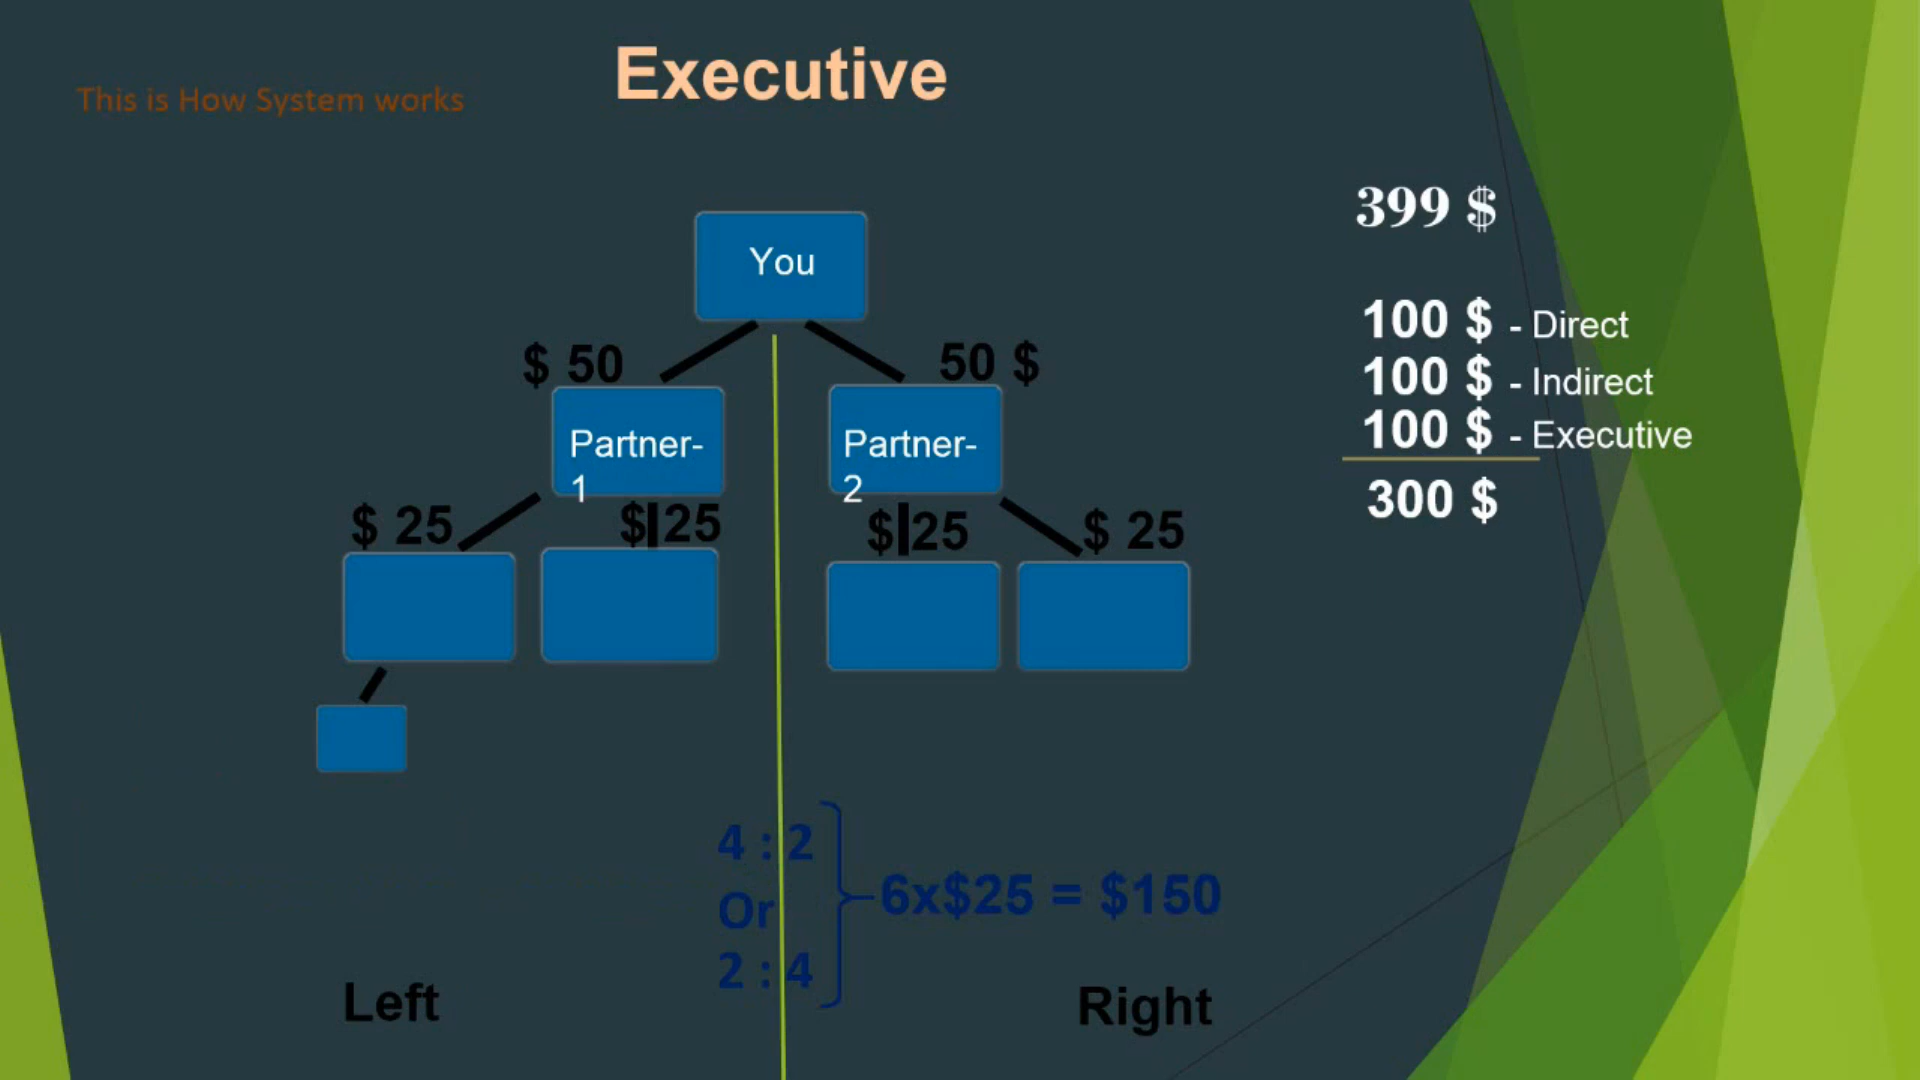 Executive
This is How System works
399 $
You
100 $ - Direct
$ 50
50 $
100 $ - Indirect
Partner-
1
Partner-
2
100 $ - Executive
300 $
$ 25
$ 25
$ 25
$ 25
4 : 2
Or
2 : 4
6x$25 = $150
Left
Right